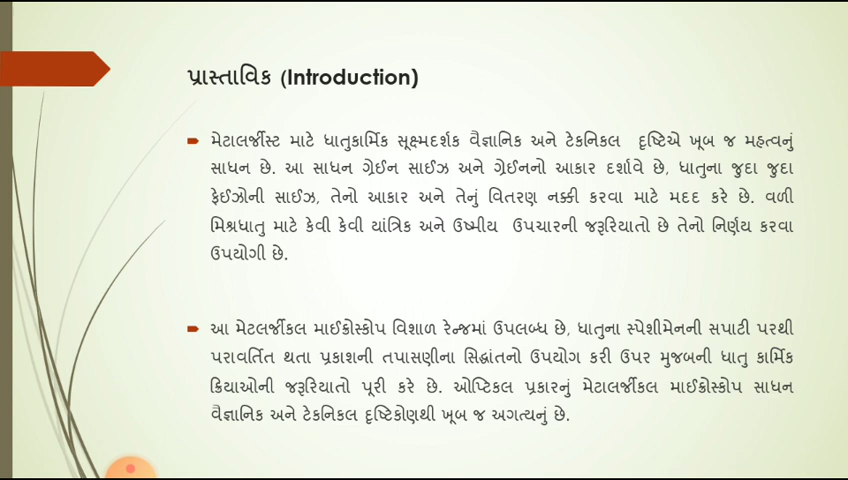 પ્રાસ્તાવિક (Introduction)
મેટાલર્જીસ્ટ માટે ધાતુકાર્મિક સૂક્ષ્મદર્શક વૈજ્ઞાનિક અને ટેકનિકલ દૃષ્ટિએ ખૂબ જ મહત્વનું
સાધન છે. આ સાધન ગ્રેઈન સાઈઝ અને ગ્રેઈનનો આકાર દર્શાવે છે, ધાતુના જુદા જુદા
ફેઈઝોની સાઈઝ, તેનો આકાર અને તેનું વિતરણ નક્કી કરવા માટે મદદ કરે છે. વળી
મિશ્રધાતુ માટે કેવી કેવી યાંત્રિક અને ઉષ્મીય ઉપચારની જરૂરિયાતો છે તેનો નિર્ણય કરવા
ઉપયોગી છે.
આ મેટલર્જીકલ માઈક્રોસ્કોપ વિશાળ રેન્જમાં ઉપલબ્ધ છે, ધાતુના સ્પેશીમેનની સપાટી પરથી
પરાવર્તિત થતા પ્રકાશની તપાસણીના સિદ્ધાંતનો ઉપયોગ કરી ઉપર મુજબની ધાતુ કાર્મિક
ક્રિયાઓની જરૂરિયાતો પૂરી કરે છે. ઓપ્ટિકલ પ્રકારનું મેટાલર્જીકલ માઈક્રોસ્કોપ સાધન
વૈજ્ઞાનિક અને ટેકનિકલ દૃષ્ટિકોણથી ખૂબ જ અગત્યનું છે.